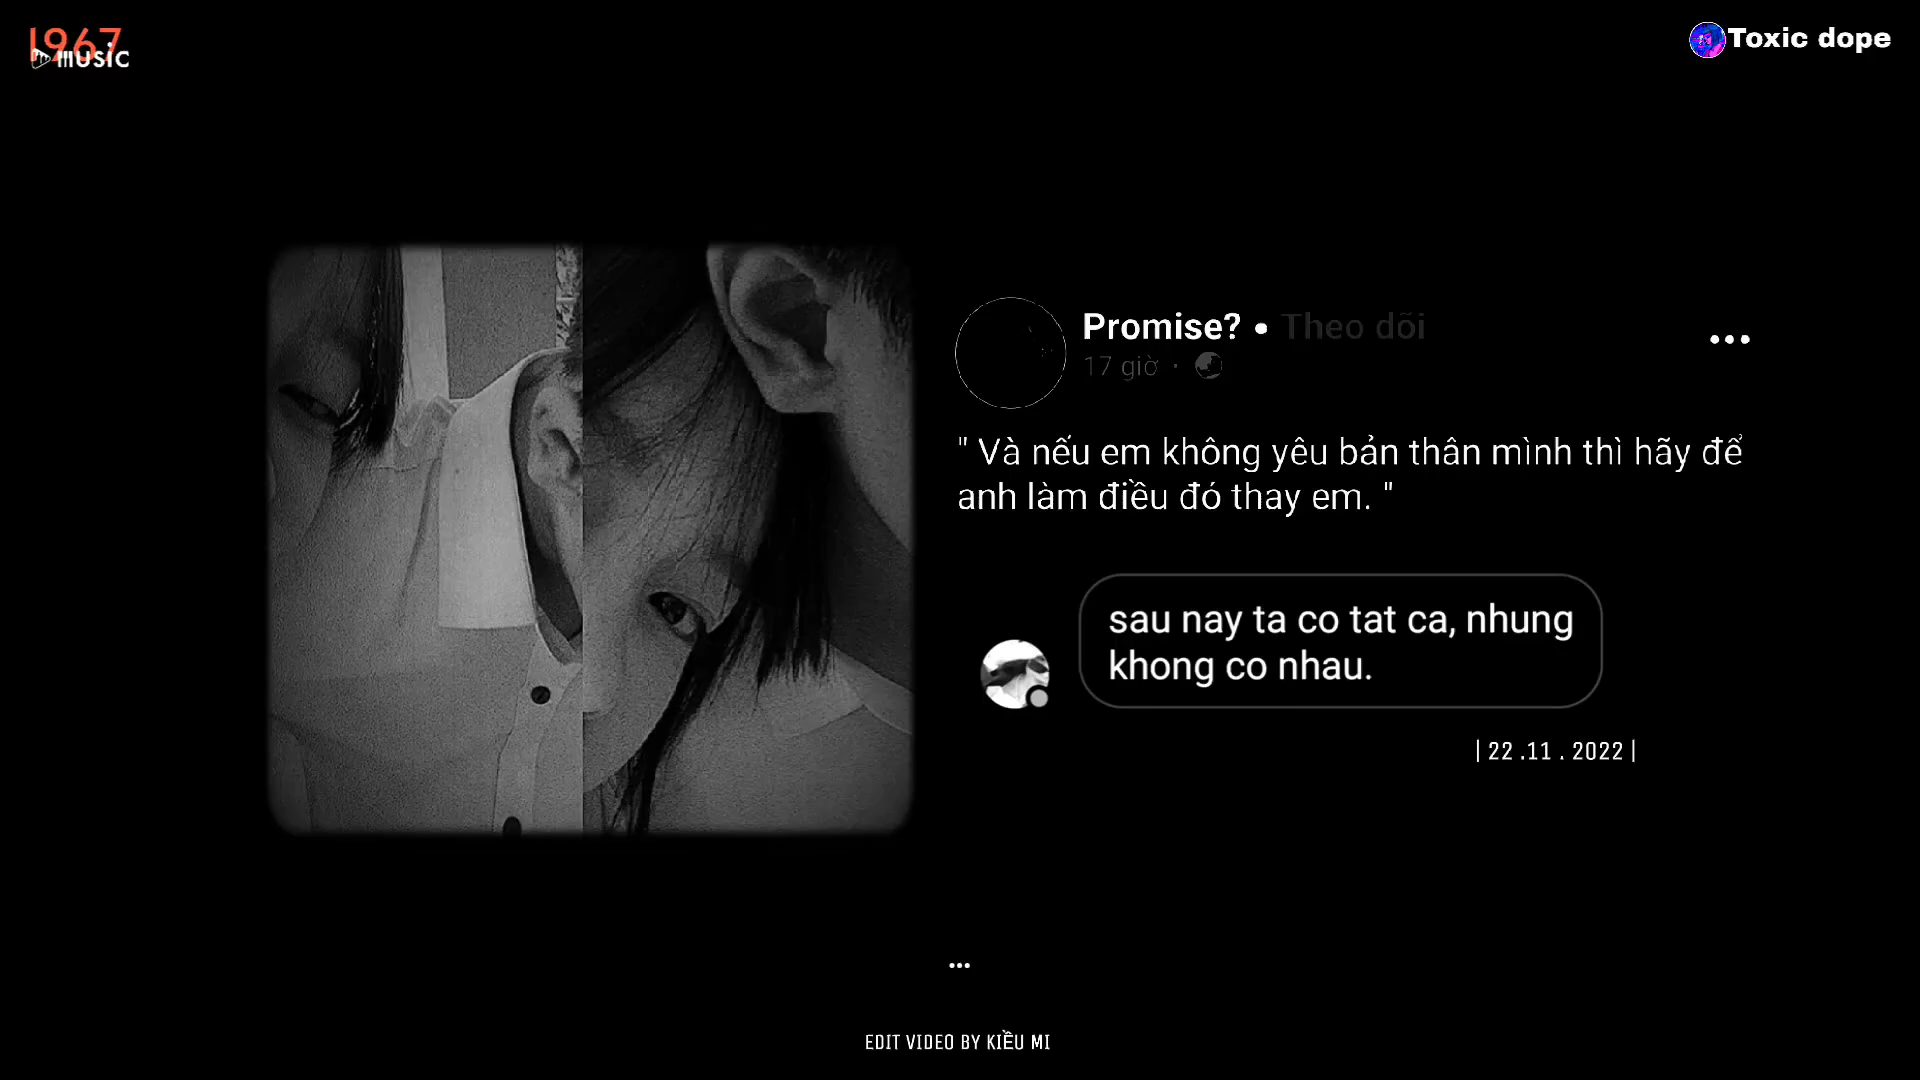 1967
music
Toxic dope
Promise? • Theo dõi
17 giờ ·
" Và nếu em không yêu bản thân mình thì hãy để
anh làm điều đó thay em. "
sau nay ta co tat ca, nhung
khong co nhau.
| 22 .11 . 2022 |
...
EDIT VIDEO BY KIỀU MI